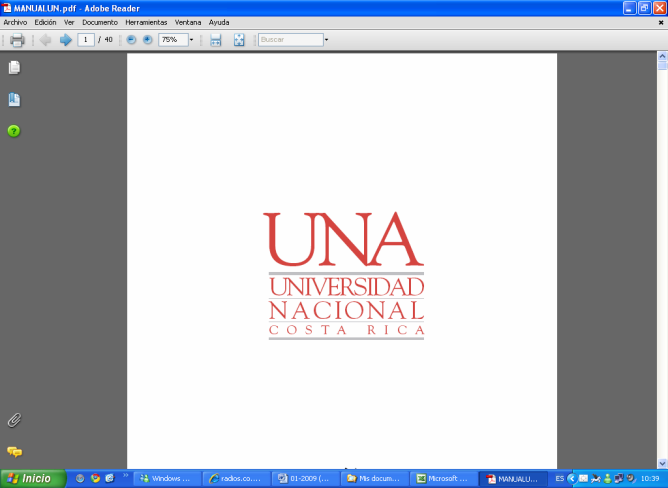 MANUALUN.pdf - Adobe Reader
Archivo Edición Ver Documento Herramientas Ventana Ayuda
1 / 40 75% Buscar
UNA
UNIVERSIDAD
NACIONAL
COSTA RICA
Inicio Windows ... radios.co.... 01-2009 (... Mis docum... Microsoft ... MANUALU... ES 10:39